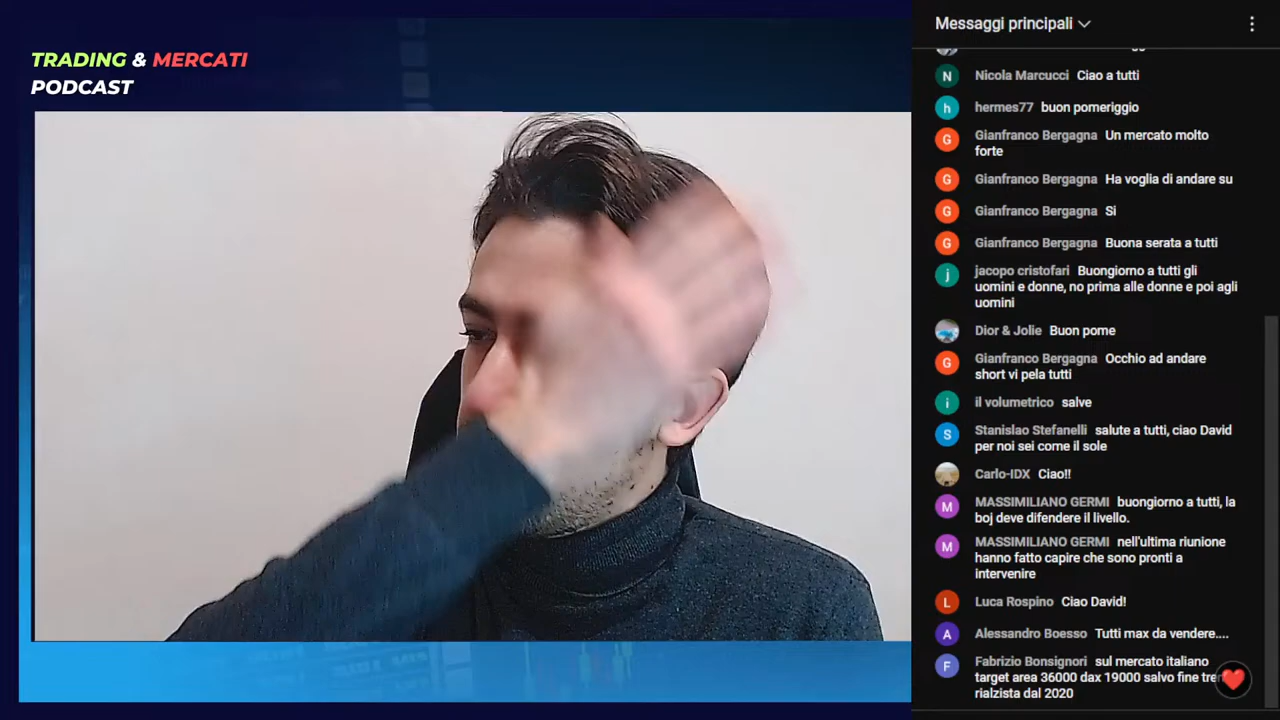 TRADING & MERCATI
PODCAST
Messaggi principali
N Nicola Marcucci Ciao a tutti
h hermes77 buon pomeriggio
G Gianfranco Bergagna Un mercato molto
forte
G Gianfranco Bergagna Ha voglia di andare su
G Gianfranco Bergagna Si
G Gianfranco Bergagna Buona serata a tutti
j jacopo cristofari Buongiorno a tutti gli
uomini e donne, no prima alle donne e poi agli
uomini
Dior & Jolie Buon pome
G Gianfranco Bergagna Occhio ad andare
short vi pela tutti
i il volumetrico salve
S Stanislao Stefanelli salute a tutti, ciao David
per noi sei come il sole
Carlo-IDX Ciao!!
M MASSIMILIANO GERMI buongiorno a tutti, la
boj deve difendere il livello.
M MASSIMILIANO GERMI nell'ultima riunione
hanno fatto capire che sono pronti a
intervenire
L Luca Rospino Ciao David!
A Alessandro Boesso Tutti max da vendere....
F Fabrizio Bonsignori sul mercato italiano
target area 36000 dax 19000 salvo fine
rialzista dal 2020